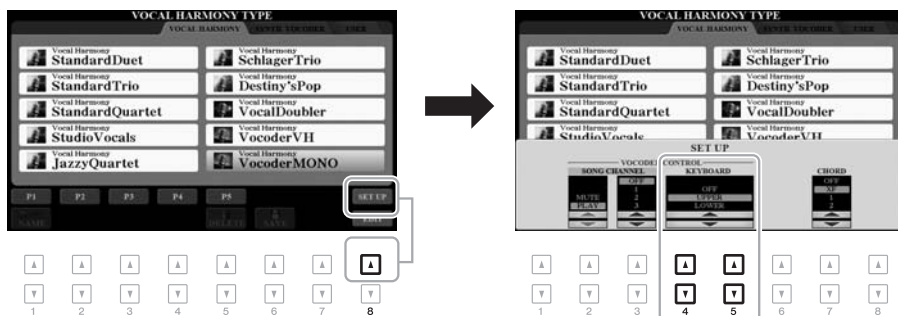 VOCAL HARMONY TYPE
VOCAL HARMONY SYNTH VOCODER USER
Vocal Harmony
StandardDuet
Vocal Harmony
SchlagerTrio
Vocal Harmony
StandardTrio
Vocal Harmony
Destiny'sPop
Vocal Harmony
StandardQuartet
Vocal Harmony
VocalDoubler
Vocal Harmony
StudioVocals
Vocal Harmony
VocoderVH
Vocal Harmony
JazzyQuartet
Vocal Harmony
VocoderMONO
P1 P2 P3 P4 P5 SET UP
NAME DELETE SAVE EDIT
1 2 3 4 5 6 7 8
VOCAL HARMONY TYPE
VOCAL HARMONY SYNTH VOCODER USER
Vocal Harmony
StandardDuet
Vocal Harmony
SchlagerTrio
Vocal Harmony
StandardTrio
Vocal Harmony
Destiny'sPop
Vocal Harmony
StandardQuartet
Vocal Harmony
VocalDoubler
Vocal Harmony
StudioVocals
Vocal Harmony
VocoderVH
SET UP
VOCODER CONTROL
SONG CHANNEL KEYBOARD CHORD
MUTE
PLAY
OFF
1
2
3
OFF
UPPER
LOWER
OFF
XF
1
2
1 2 3 4 5 6 7 8